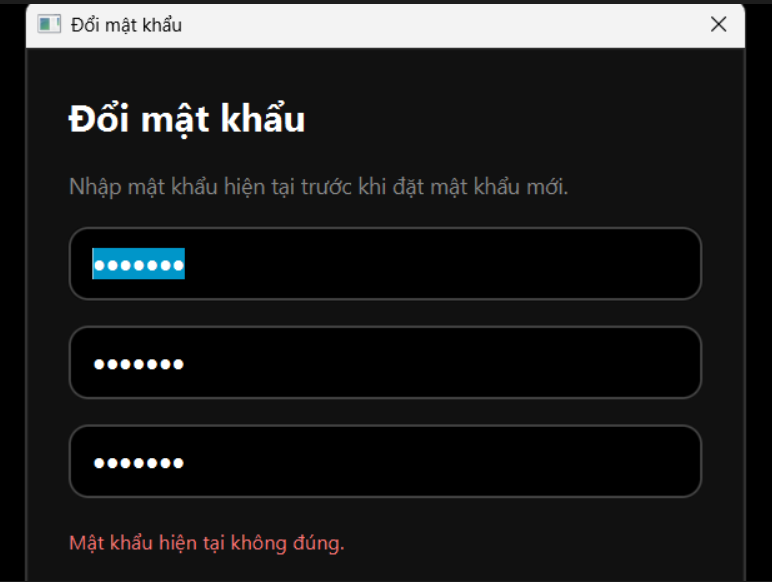 Đổi mật khẩu
Đổi mật khẩu
Nhập mật khẩu hiện tại trước khi đặt mật khẩu mới.
•••••••
•••••••
•••••••
Mật khẩu hiện tại không đúng.